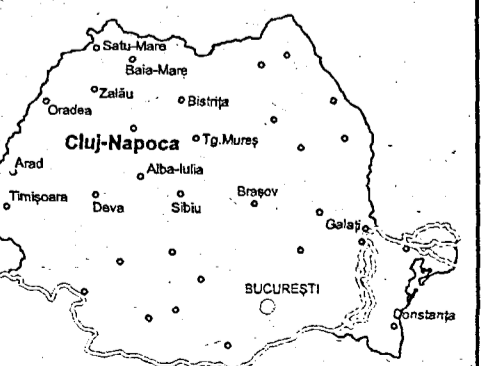 Satu-Mare
Baia-Mare
Zalău
Oradea
Bistrița
Cluj-Napoca
Tg.Mureș
Arad
Alba-Iulia
Timișoara
Deva
Sibiu
Brașov
Galați
BUCUREȘTI
onstanța